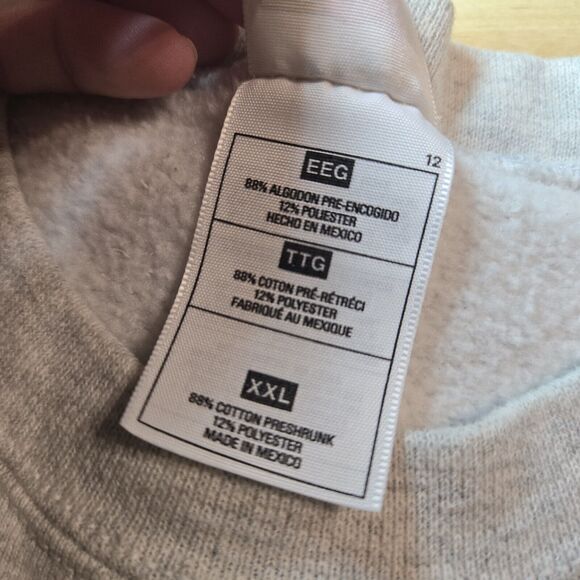 12
EEG
88% ALGODON PRE-ENCOGIDO
12% POLIESTER
HECHO EN MEXICO
TTG
88% COTON PRÉ-RÉTRÉCI
12% POLYESTER
FABRIQUÉ AU MEXIQUE
XXL
88% COTTON PRESHRUNK
12% POLYESTER
MADE IN MEXICO